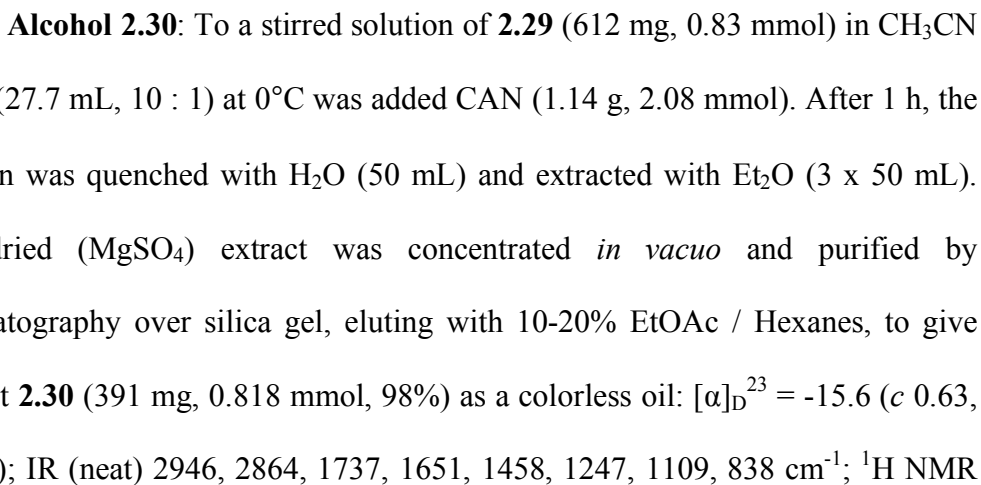 Alcohol 2.30: To a stirred solution of 2.29 (612 mg, 0.83 mmol) in CH₃CN
(27.7 mL, 10 : 1) at 0°C was added CAN (1.14 g, 2.08 mmol). After 1 h, the
n was quenched with H₂O (50 mL) and extracted with Et₂O (3 x 50 mL).
ried (MgSO₄) extract was concentrated in vacuo and purified by
atography over silica gel, eluting with 10-20% EtOAc / Hexanes, to give
t 2.30 (391 mg, 0.818 mmol, 98%) as a colorless oil: [α]D²³ = -15.6 (c 0.63,
); IR (neat) 2946, 2864, 1737, 1651, 1458, 1247, 1109, 838 cm⁻¹; ¹H NMR